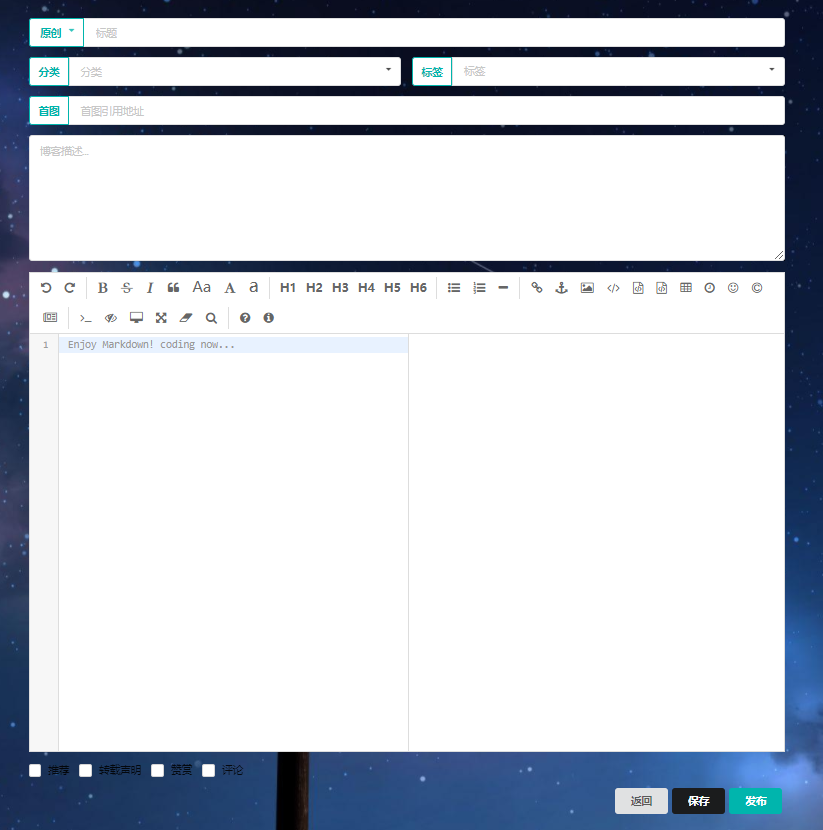 原创 标题
分类 分类 标签 标签
首图 首图引用地址
博客描述...
B S I Aa A a H1 H2 H3 H4 H5 H6
1 Enjoy Markdown! coding now...
推荐 转载声明 赞赏 评论
返回 保存 发布